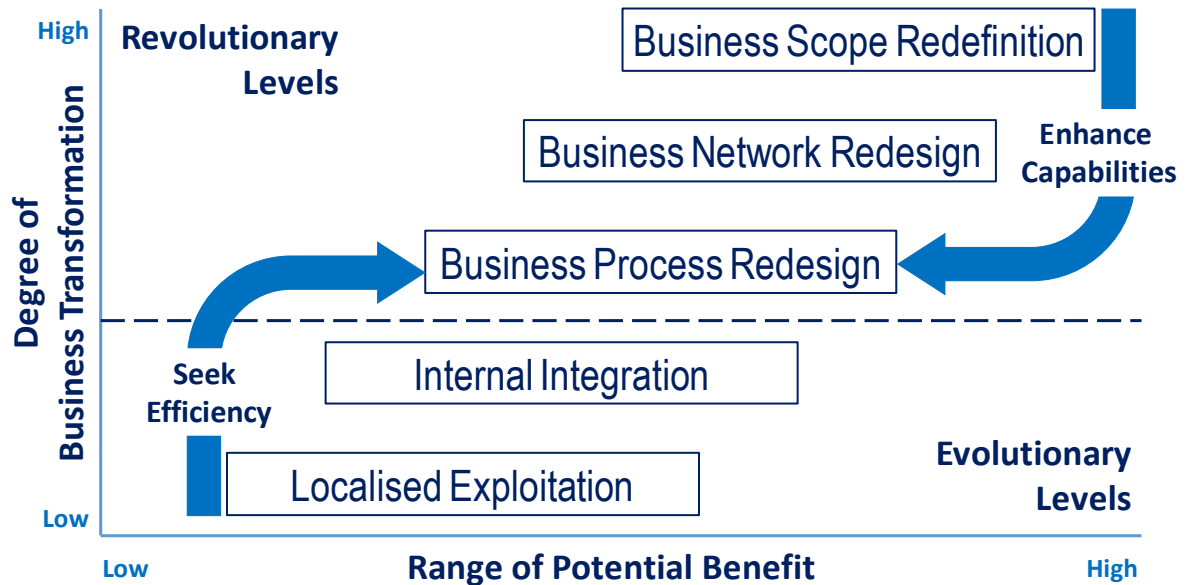 High
Revolutionary
Levels
Business Scope Redefinition
Business Network Redesign
Enhance
Capabilities
Degree of
Business Transformation
Business Process Redesign
Seek
Efficiency
Internal Integration
Localised Exploitation
Evolutionary
Levels
Low
Low
Range of Potential Benefit
High